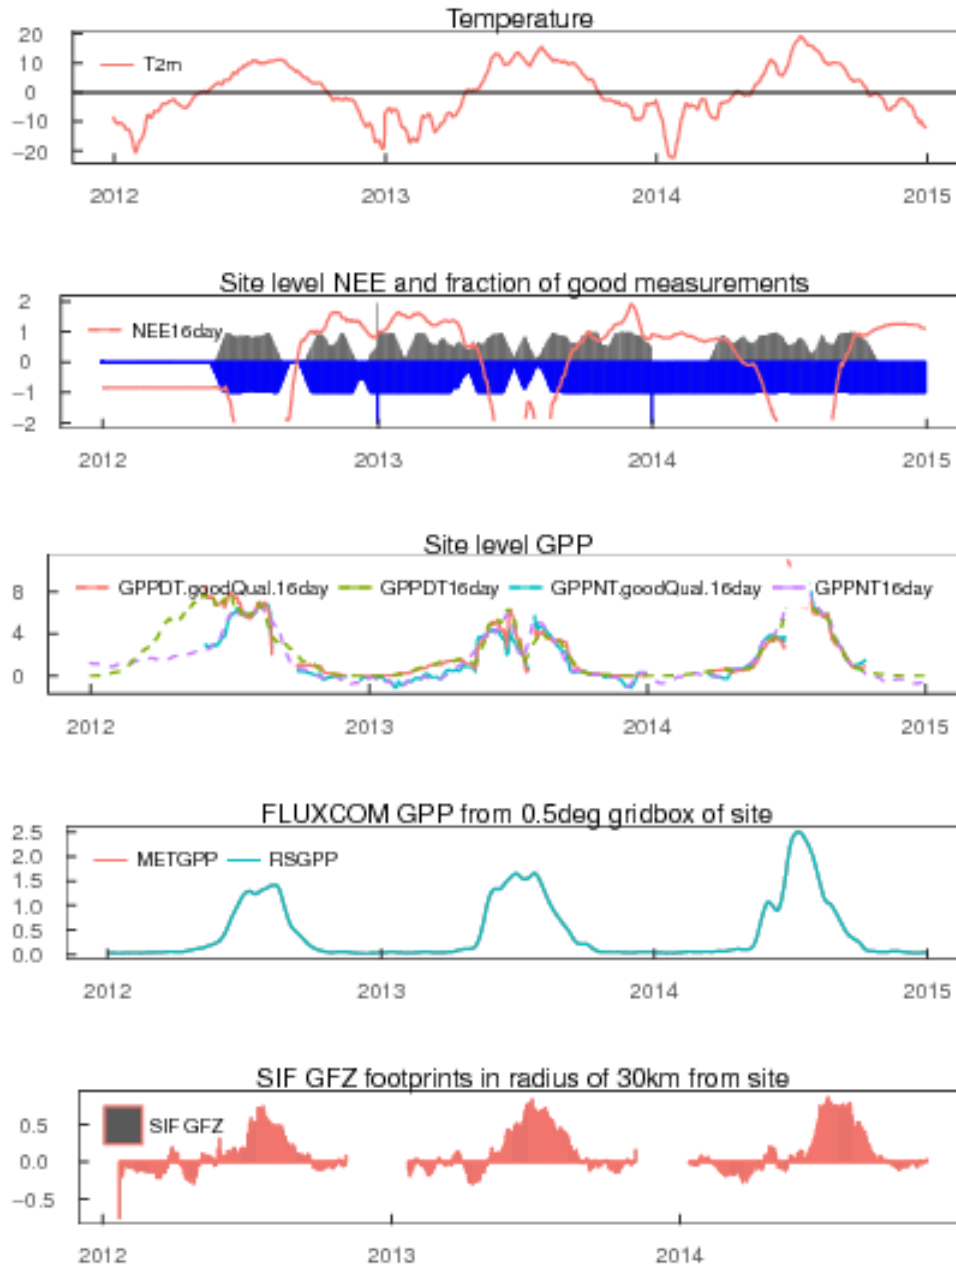 Temperature
20
10
0
−10
−20
T2m
2012 2013 2014 2015
Site level NEE and fraction of good measurements
2
1
0
−1
−2
NEE16day
2012 2013 2014 2015
Site level GPP
8
4
0
GPPDT.goodQual.16day GPPDT16day GPPNT.goodQual.16day GPPNT16day
2012 2013 2014 2015
FLUXCOM GPP from 0.5deg gridbox of site
2.5
2.0
1.5
1.0
0.5
0.0
METGPP RSGPP
2012 2013 2014 2015
SIF GFZ footprints in radius of 30km from site
0.5
0.0
−0.5
SIF GFZ
2012 2013 2014